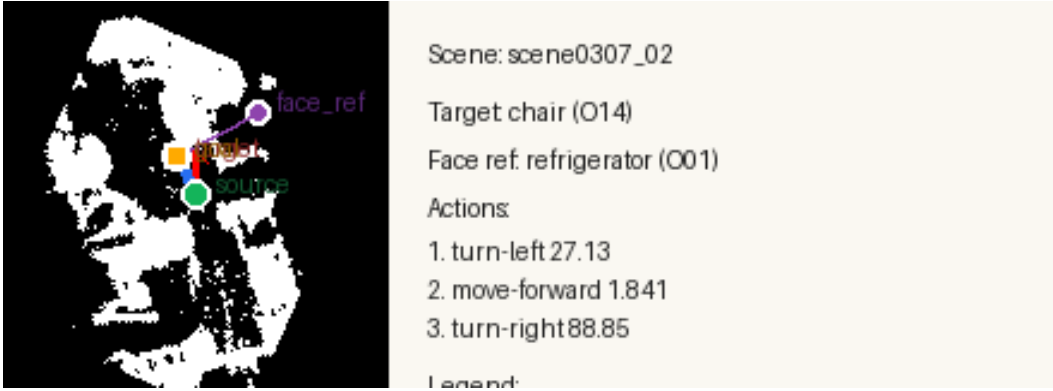 face_ref
source
Scene: scene0307_02
Target chair (O14)
Face ref: refrigerator (O01)
Actions:
1. turn-left 27.13
2. move-forward 1.841
3. turn-right 88.85
Legend: